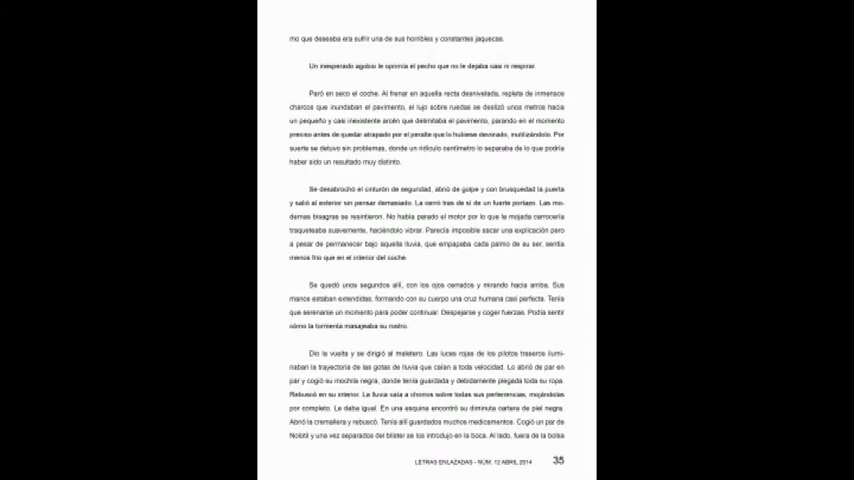 mo que deseaba era sufrir una de sus horribles y constantes jaquecas.
Un inesperado agobio le oprimía el pecho que no le dejaba casi ni respirar.
Paró en seco el coche. Al frenar en aquella recta desnivelada, repleta de inmensos
charcos que inundaban el pavimento, el lujo sobre ruedas se deslizó unos metros hacia
un pequeño y casi inexistente arcén que delimitaba el pavimento, parando en el momento
preciso antes de quedar atrapado por el peralte que lo hubiese devorado, inutilizándolo. Por
suerte se detuvo sin problemas, donde un ridículo centímetro lo separaba de lo que podría
haber sido un resultado muy distinto.
Se desabrochó el cinturón de seguridad, abrió de golpe y con brusquedad la puerta
y salió al exterior sin pensar demasiado. La cerró tras de sí de un fuerte portazo. Las mo-
dernas bisagras se resintieron. No había parado el motor por lo que la mojada carrocería
traqueteaba suavemente, haciéndolo vibrar. Parecía imposible sacar una explicación pero
a pesar de permanecer bajo aquella lluvia, que empapaba cada palmo de su ser, sentía
menos frío que en el interior del coche.
Se quedó unos segundos allí, con los ojos cerrados y mirando hacia arriba. Sus
manos estaban extendidas, formando con su cuerpo una cruz humana casi perfecta. Tenía
que serenarse un momento para poder continuar. Despejarse y coger fuerzas. Podía sentir
cómo la tormenta masajeaba su rostro.
Dio la vuelta y se dirigió al maletero. Las luces rojas de los pilotos traseros ilumi-
naban la trayectoria de las gotas de lluvia que caían a toda velocidad. Lo abrió de par en
par y cogió su mochila negra, donde tenía guardada y debidamente plegada toda su ropa.
Rebuscó en su interior. La lluvia caía a chorros sobre todas sus pertenencias, mojándolas
por completo. Le daba igual. En una esquina encontró su diminuta cartera de piel negra.
Abrió la cremallera y rebuscó. Tenía allí guardados muchos medicamentos. Cogió un par de
Nolotil y una vez separados del blíster se los introdujo en la boca. Al lado, fuera de la bolsa
LETRAS ENLAZADAS - NÚM. 12 ABRIL 2014 35